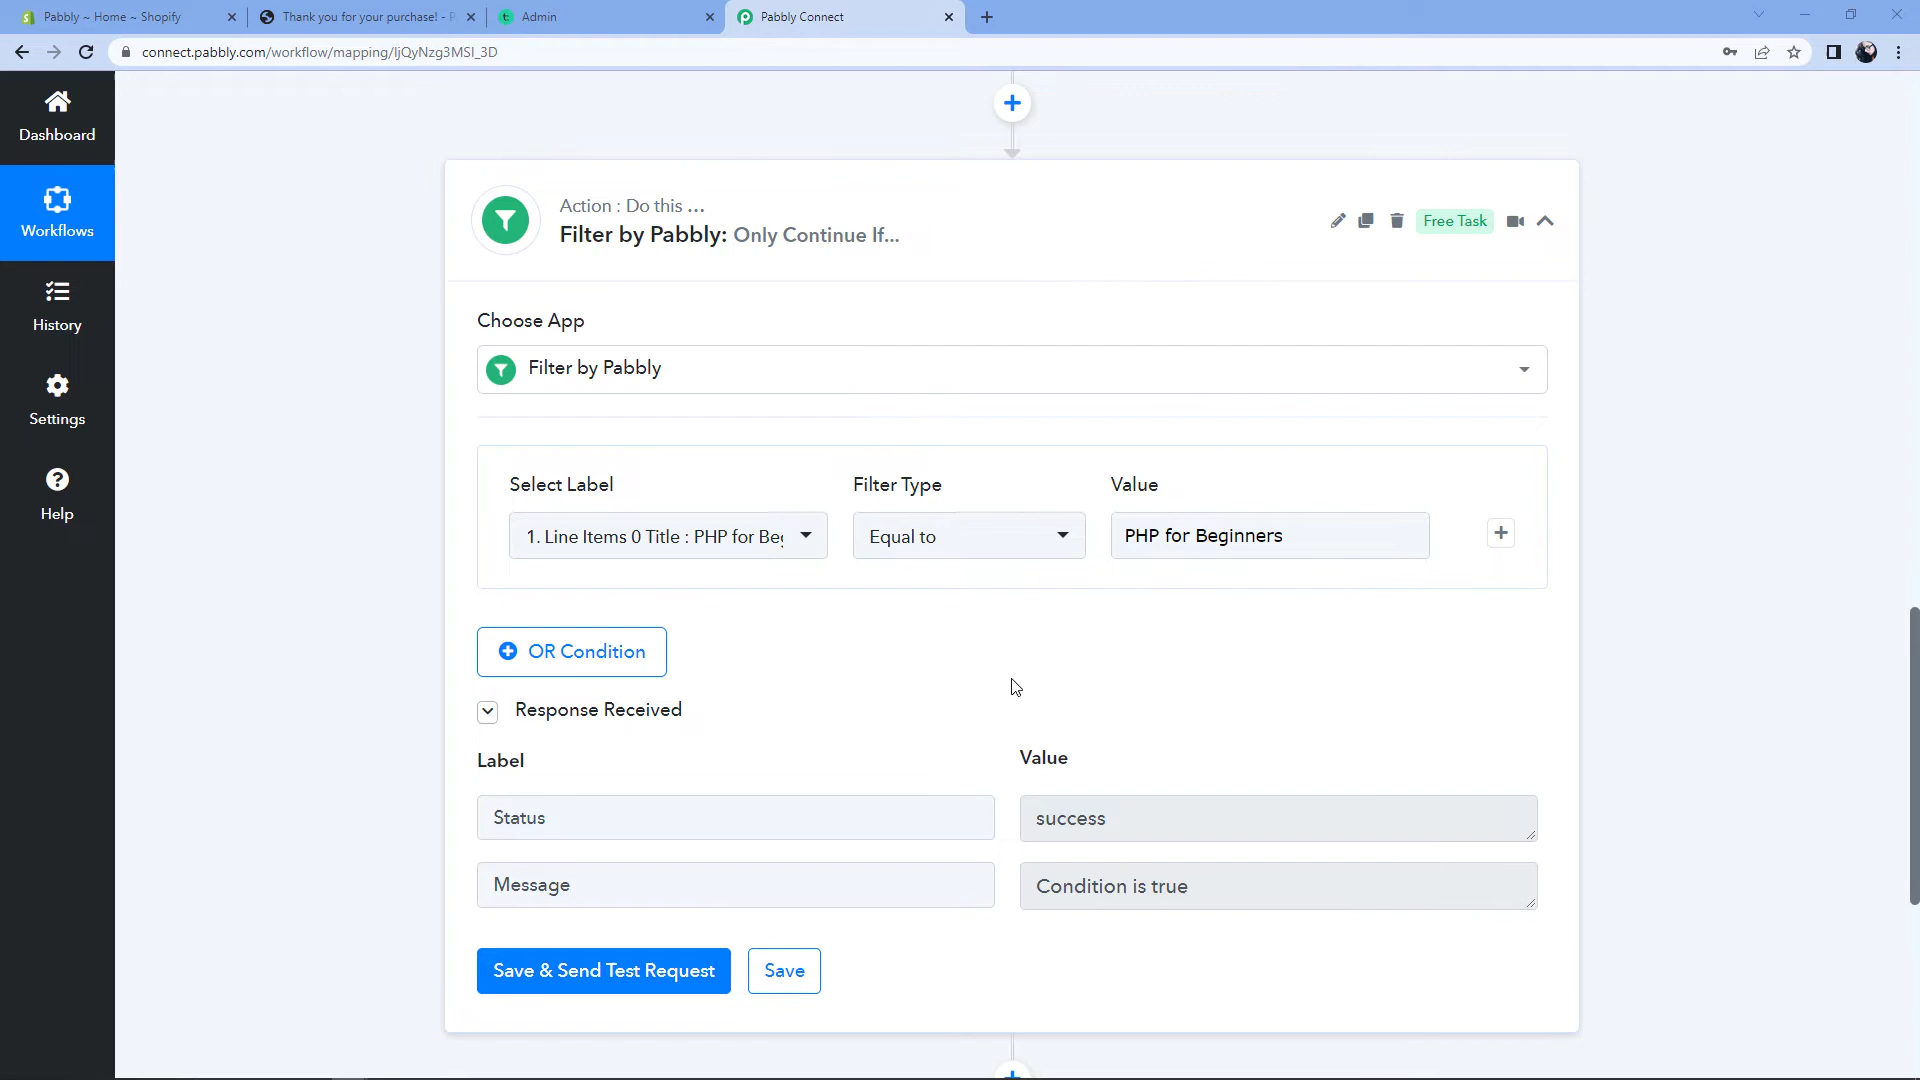 Pabbly ~ Home ~ Shopify
Thank you for your purchase! - P
Admin
Pabbly Connect
connect.pabbly.com/workflow/mapping/IjQyNzg3MSI_3D
Dashboard
Workflows
History
Settings
Help
Action : Do this ...
Filter by Pabbly: Only Continue If...
Free Task
Choose App
Filter by Pabbly
Select Label
Filter Type
Value
1. Line Items 0 Title : PHP for Beg
Equal to
PHP for Beginners
OR Condition
Response Received
Label
Value
Status
success
Message
Condition is true
Save & Send Test Request
Save